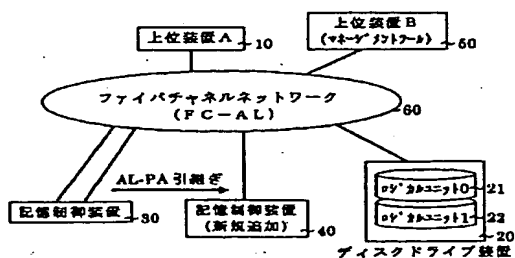 上位装置A
10
上位装置B
(マネージメントツール)
50
ファイバチャネルネットワーク
(FC-AL)
60
AL-PA引継ぎ
記憶制御装置
30
記憶制御装置
(新規追加)
40
ロジカルユニット0
21
ロジカルユニット1
22
20
ディスクドライブ装置